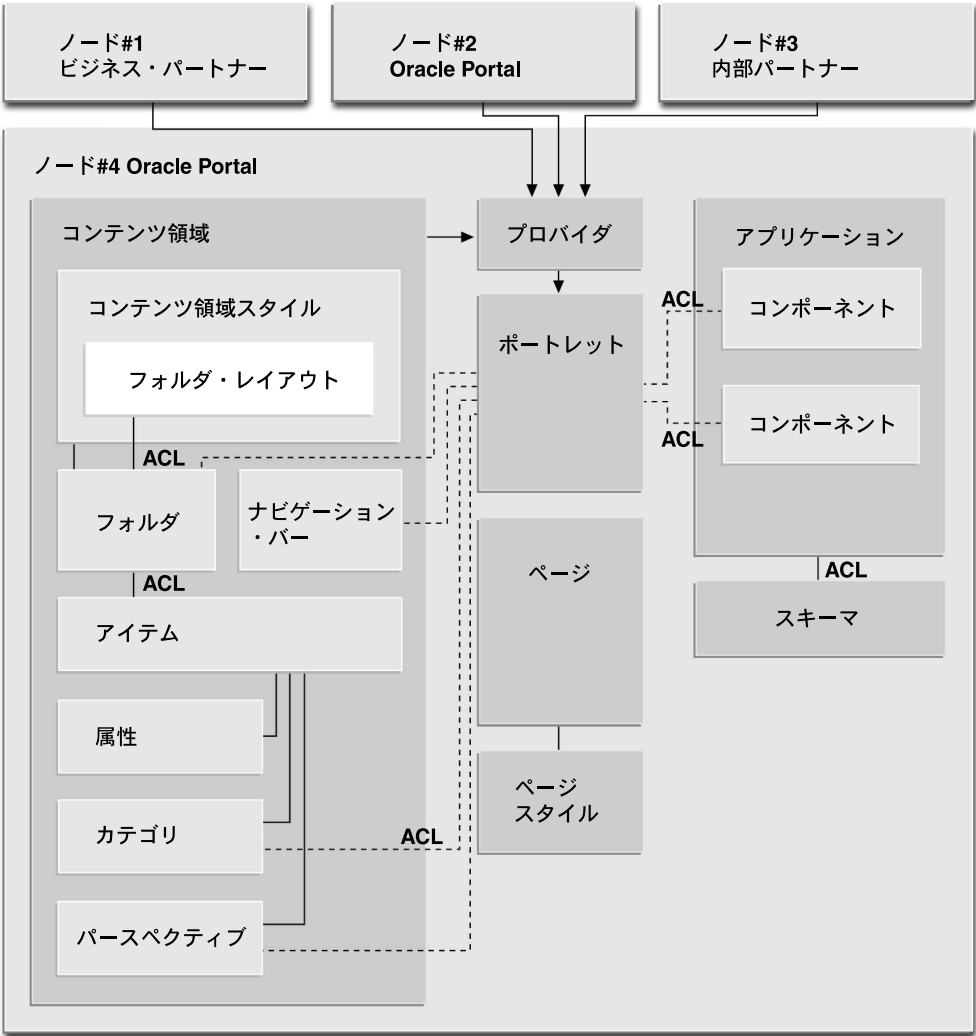 ノード#1
ビジネス・パートナー
ノード#2
Oracle Portal
ノード#3
内部パートナー
ノード#4 Oracle Portal
コンテンツ領域
コンテンツ領域スタイル
フォルダ・レイアウト
ACL
フォルダ
ナビゲーション
・バー
ACL
アイテム
属性
カテゴリ
ACL
パースペクティブ
プロバイダ
ポートレット
ページ
ページ
スタイル
アプリケーション
ACL
コンポーネント
コンポーネント
ACL
ACL
スキーマ